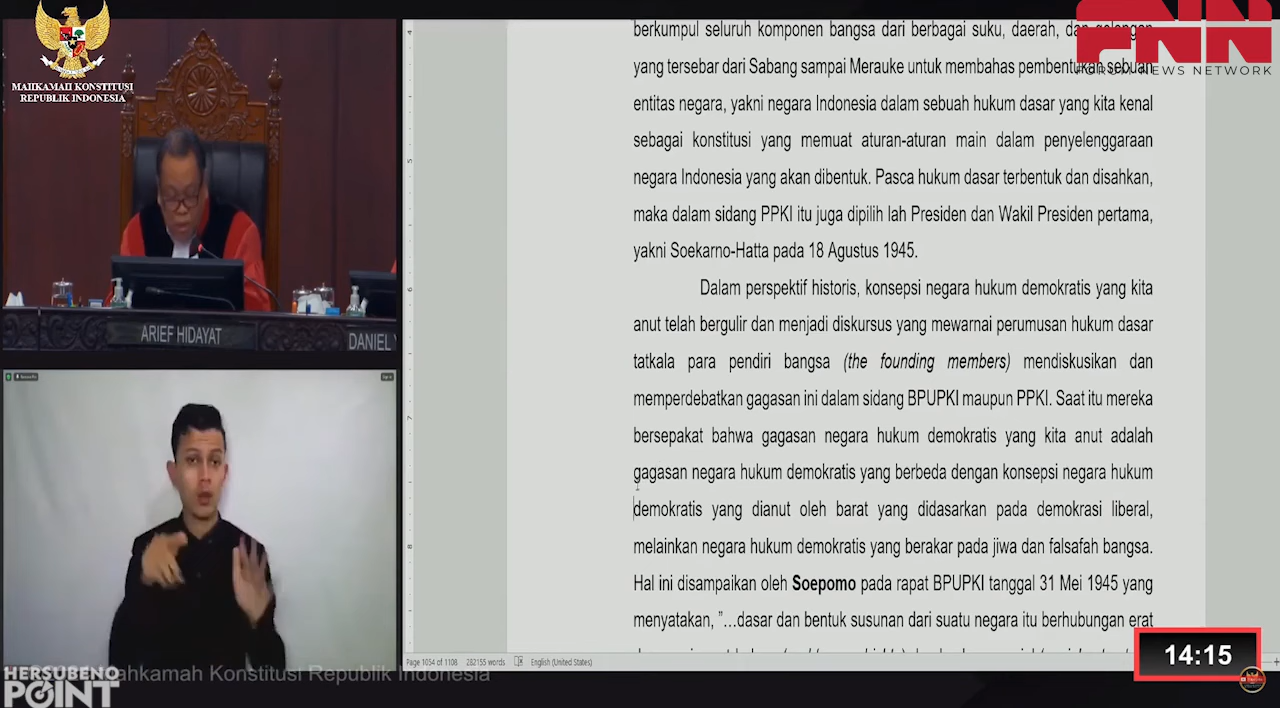 MAHKAMAH KONSTITUSI
REPUBLIK INDONESIA
FNN
FORUM NEWS NETWORK
ARIEF HIDAYAT
DANIEL
berkumpul seluruh komponen bangsa dari berbagai suku, daerah, dan golongan
yang tersebar dari Sabang sampai Merauke untuk membahas pembentukan sebuah
entitas negara, yakni negara Indonesia dalam sebuah hukum dasar yang kita kenal
sebagai konstitusi yang memuat aturan-aturan main dalam penyelenggaraan
negara Indonesia yang akan dibentuk. Pasca hukum dasar terbentuk dan disahkan,
maka dalam sidang PPKI itu juga dipilih lah Presiden dan Wakil Presiden pertama,
yakni Soekarno-Hatta pada 18 Agustus 1945.
Dalam perspektif historis, konsepsi negara hukum demokratis yang kita
anut telah bergulir dan menjadi diskursus yang mewarnai perumusan hukum dasar
tatkala para pendiri bangsa (the founding members) mendiskusikan dan
memperdebatkan gagasan ini dalam sidang BPUPKI maupun PPKI. Saat itu mereka
bersepakat bahwa gagasan negara hukum demokratis yang kita anut adalah
gagasan negara hukum demokratis yang berbeda dengan konsepsi negara hukum
demokratis yang dianut oleh barat yang didasarkan pada demokrasi liberal,
melainkan negara hukum demokratis yang berakar pada jiwa dan falsafah bangsa.
Hal ini disampaikan oleh Soepomo pada rapat BPUPKI tanggal 31 Mei 1945 yang
menyatakan, "...dasar dan bentuk susunan dari suatu negara itu berhubungan erat
Page 1054 of 1108 282155 words English (United States)
14:15
HERSUBENO
POINT
ahkamah Konstitusi Republik Indonesia